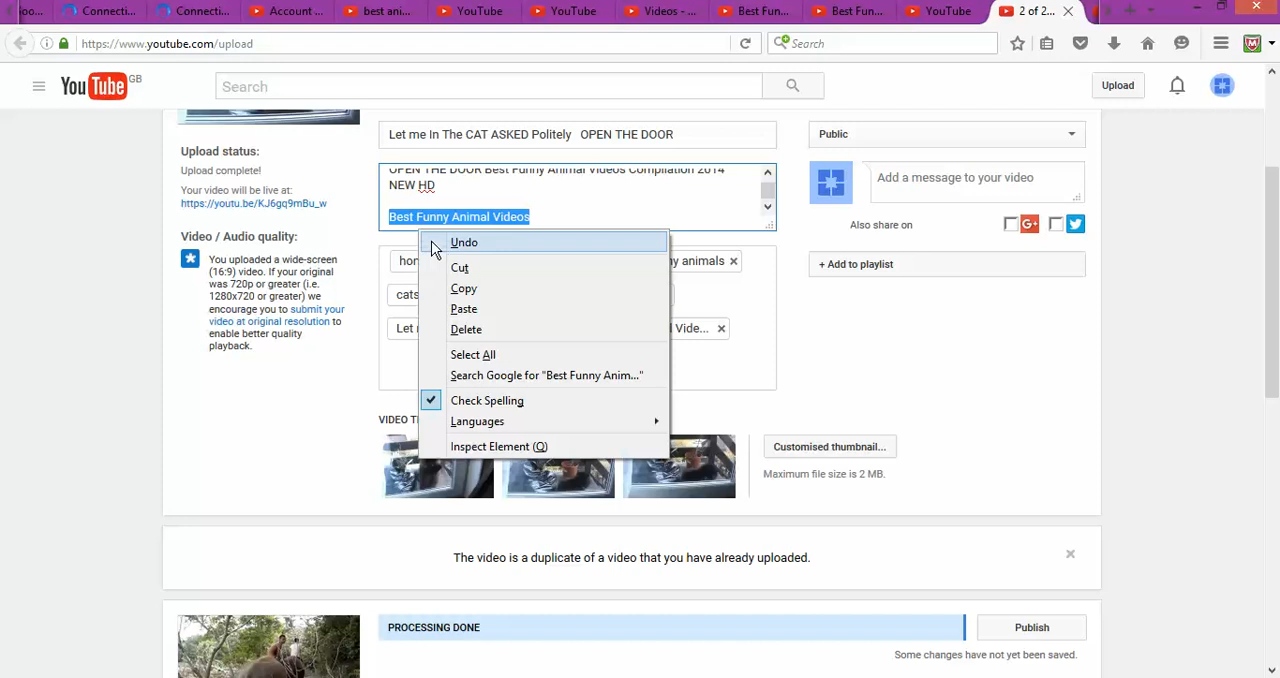 oo...
Connecti...
Connecti...
Account ...
best ani...
YouTube
YouTube
Videos - ...
Best Fun...
Best Fun...
YouTube
2 of 2...
https://www.youtube.com/upload
Search
YouTube GB
Search
Upload
Upload status:
Upload complete!
Your video will be live at:
https://youtu.be/KJ6gq9mBu_w
Video / Audio quality:
You uploaded a wide-screen
(16:9) video. If your original
was 720p or greater (i.e.
1280x720 or greater) we
encourage you to submit your
video at original resolution to
enable better quality
playback.
Let me In The CAT ASKED Politely OPEN THE DOOR
OPEN THE DOOR Best Funny Animal Videos Compilation 2014
NEW HD
Best Funny Animal Videos
hon
ny animals
cats
Let r
l Vide...
Undo
Cut
Copy
Paste
Delete
Select All
Search Google for "Best Funny Anim..."
Check Spelling
Languages
Inspect Element (Q)
VIDEO T
Public
Add a message to your video
Also share on
G+
+ Add to playlist
Customised thumbnail...
Maximum file size is 2 MB.
The video is a duplicate of a video that you have already uploaded.
PROCESSING DONE
Publish
Some changes have not yet been saved.